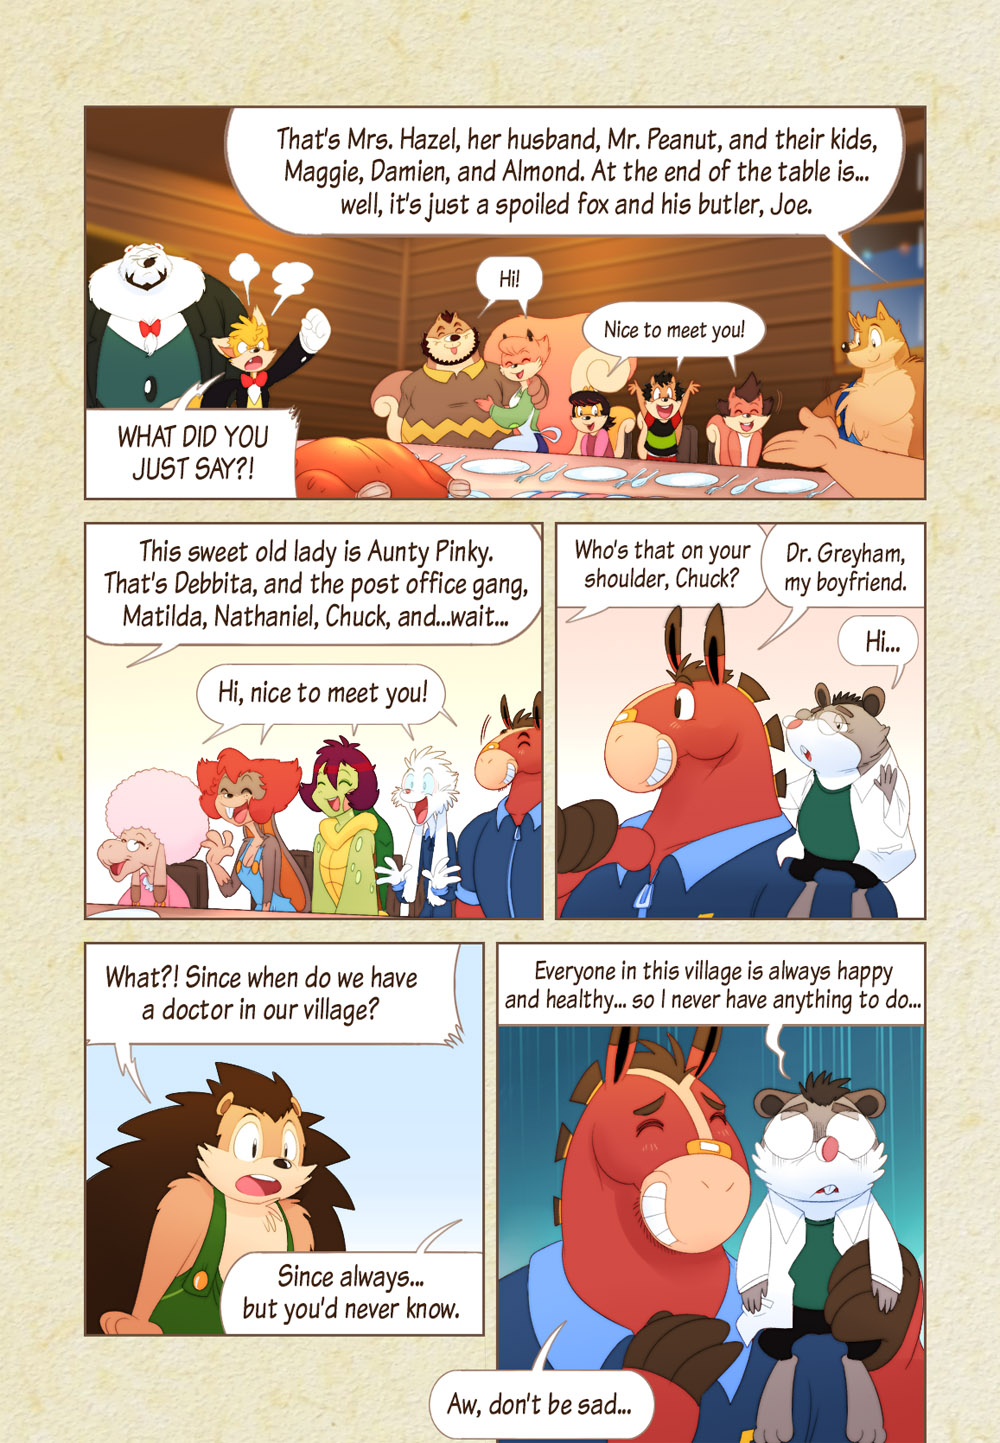 That's Mrs. Hazel, her husband, Mr. Peanut, and their kids,
Maggie, Damien, and Almond. At the end of the table is...
well, it's just a spoiled fox and his butler, Joe.
Hi!
Nice to meet you!
WHAT DID YOU
JUST SAY?!
This sweet old lady is Aunty Pinky.
That's Debbita, and the post office gang,
Matilda, Nathaniel, Chuck, and...wait...
Hi, nice to meet you!
Who's that on your
shoulder, Chuck?
Dr. Greyham,
my boyfriend.
Hi...
What?! Since when do we have
a doctor in our village?
Since always...
but you'd never know.
Everyone in this village is always happy
and healthy... so I never have anything to do...
Aw, don't be sad...